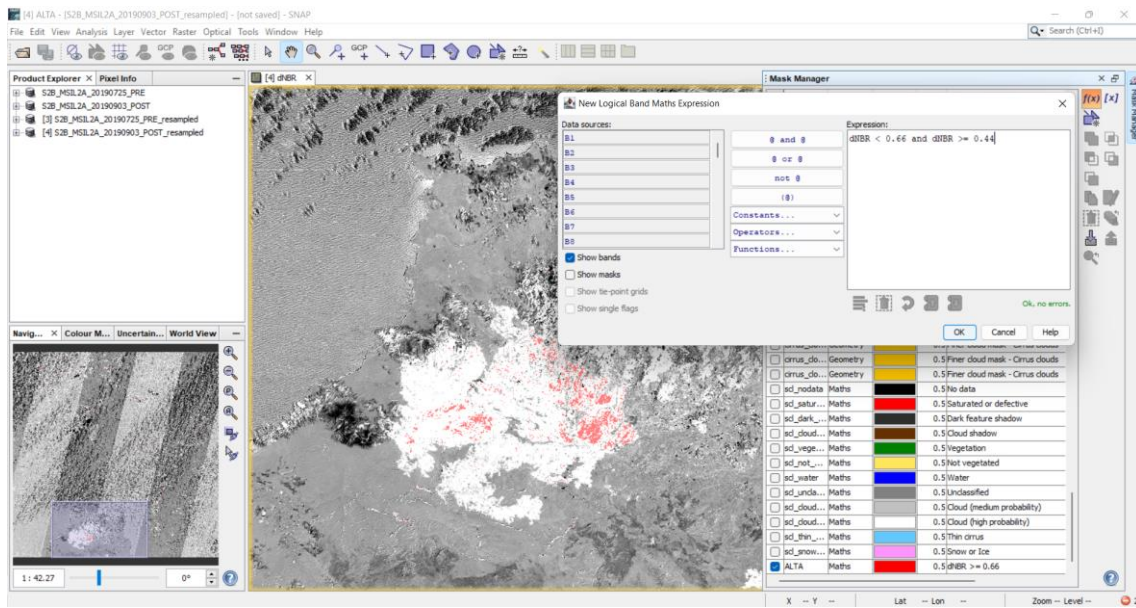 [4] ALTA - [S2B_MSIL2A_20190903_POST_resampled] - [not saved] - SNAP
File Edit View Analysis Layer Vector Raster Optical Tools Window Help
Search (Ctrl+I)
GCP
GCP
Product Explorer × Pixel Info
S2B_MSIL2A_20190725_PRE
S2B_MSIL2A_20190903_POST
[3] S2B_MSIL2A_20190725_PRE_resampled
[4] S2B_MSIL2A_20190903_POST_resampled
[4] dNBR ×
Mask Manager
f(x) [x]
Mask Manager
New Logical Band Maths Expression
Data sources:
B1
B2
B3
B4
B5
B6
B7
B8
Show bands
Show masks
Show tie-point grids
Show single flags
@ and @
@ or @
not @
(@)
Constants...
Operators...
Functions...
Expression:
dNBR < 0.66 and dNBR >= 0.44
Ok, no errors.
OK Cancel Help
Navig... × Colour M... Uncertain... World View
1 : 42.27 0°
cirrus_clo... Geometry 0.5 Finer cloud mask - Cirrus clouds
cirrus_clo... Geometry 0.5 Finer cloud mask - Cirrus clouds
scl_nodata Maths 0.5 No data
scl_satur... Maths 0.5 Saturated or defective
scl_dark_... Maths 0.5 Dark feature shadow
scl_cloud... Maths 0.5 Cloud shadow
scl_vege... Maths 0.5 Vegetation
scl_not_... Maths 0.5 Not vegetated
scl_water Maths 0.5 Water
scl_uncla... Maths 0.5 Unclassified
scl_cloud... Maths 0.5 Cloud (medium probability)
scl_cloud... Maths 0.5 Cloud (high probability)
scl_thin_... Maths 0.5 Thin cirrus
scl_snow... Maths 0.5 Snow or Ice
ALTA Maths 0.5 dNBR >= 0.66
X -- Y -- Lat -- Lon -- Zoom -- Level --